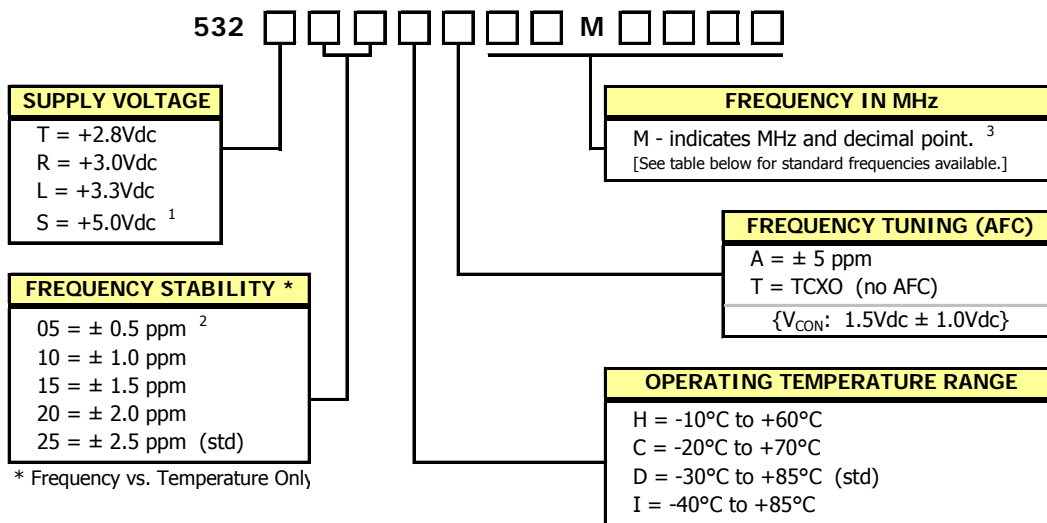 532 M
SUPPLY VOLTAGE
T = +2.8Vdc
R = +3.0Vdc
L = +3.3Vdc
S = +5.0Vdc 1
FREQUENCY IN MHz
M - indicates MHz and decimal point. 3
[See table below for standard frequencies available.]
FREQUENCY TUNING (AFC)
A = ± 5 ppm
T = TCXO (no AFC)
{VCON: 1.5Vdc ± 1.0Vdc}
FREQUENCY STABILITY *
05 = ± 0.5 ppm 2
10 = ± 1.0 ppm
15 = ± 1.5 ppm
20 = ± 2.0 ppm
25 = ± 2.5 ppm (std)
* Frequency vs. Temperature Only
OPERATING TEMPERATURE RANGE
H = -10°C to +60°C
C = -20°C to +70°C
D = -30°C to +85°C (std)
I = -40°C to +85°C